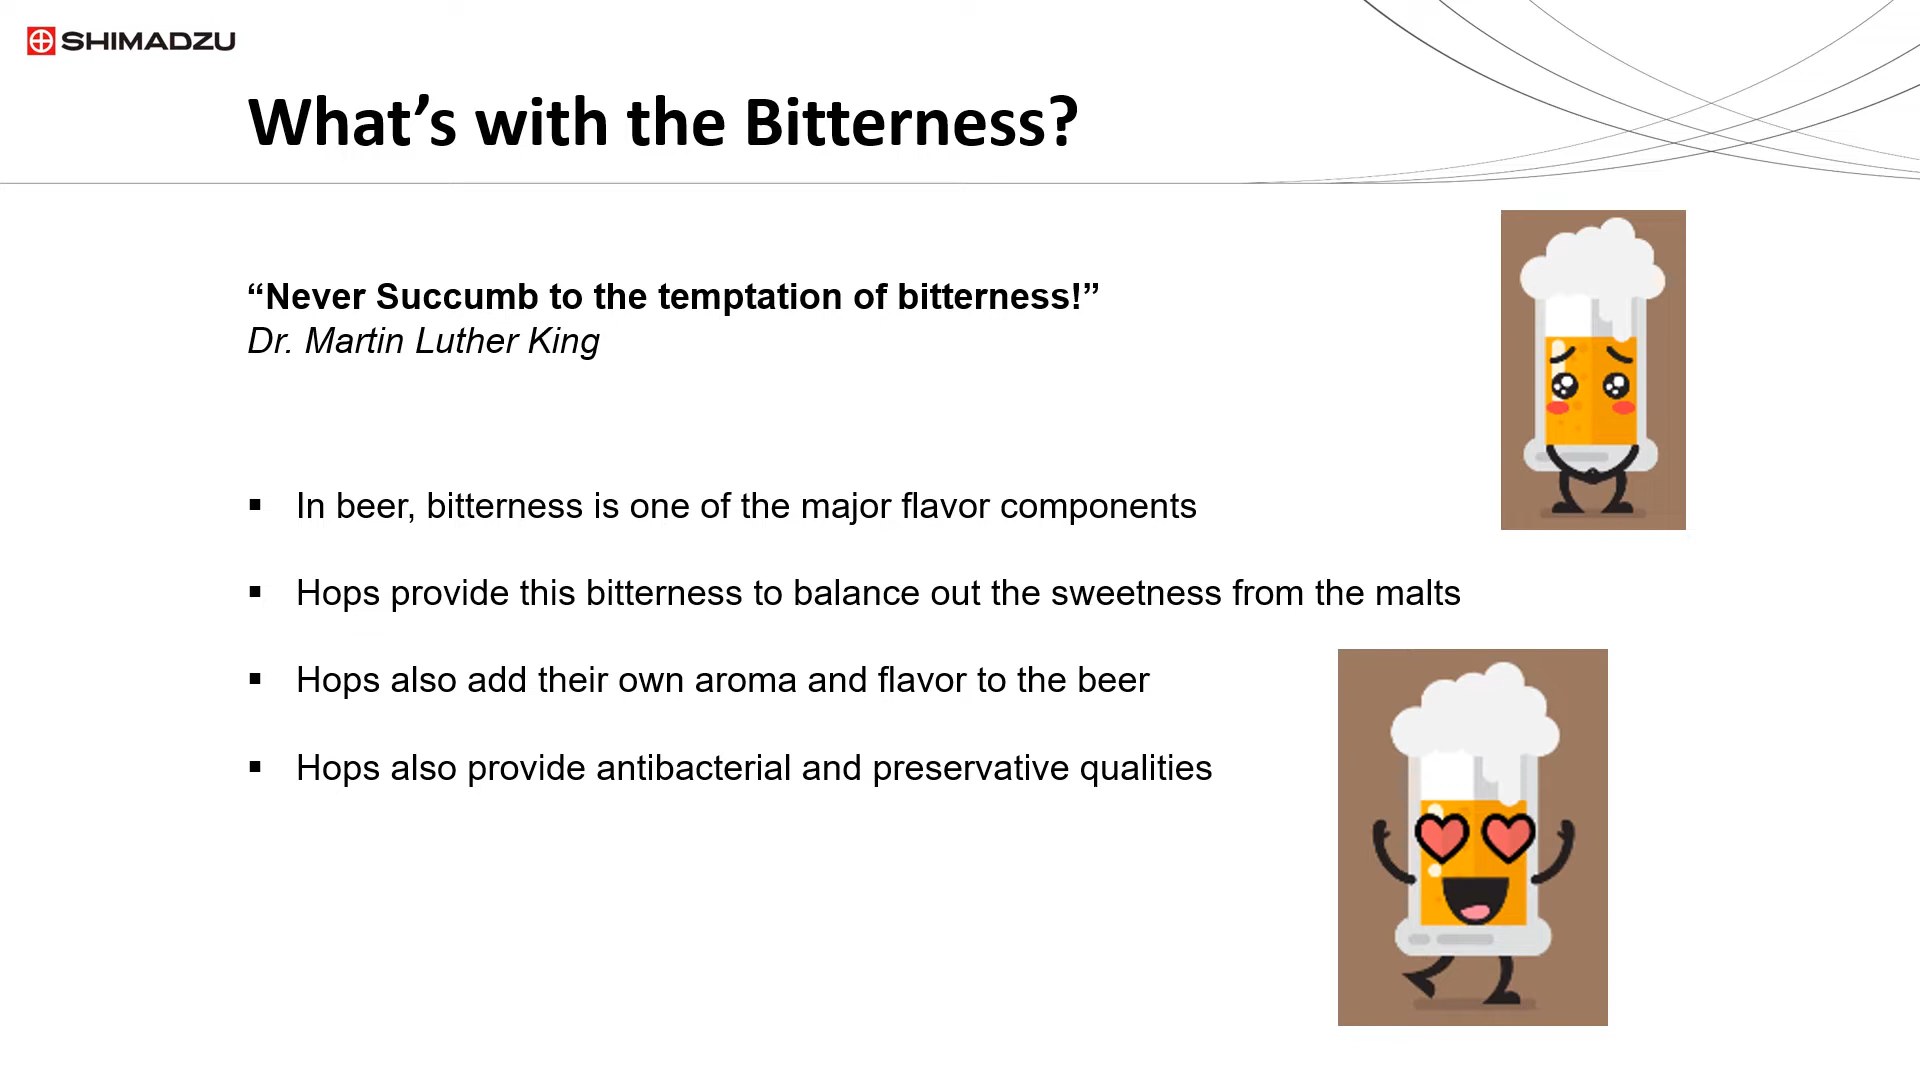 SHIMADZU
What’s with the Bitterness?
“Never Succumb to the temptation of bitterness!”
Dr. Martin Luther King
▪ In beer, bitterness is one of the major flavor components
▪ Hops provide this bitterness to balance out the sweetness from the malts
▪ Hops also add their own aroma and flavor to the beer
▪ Hops also provide antibacterial and preservative qualities